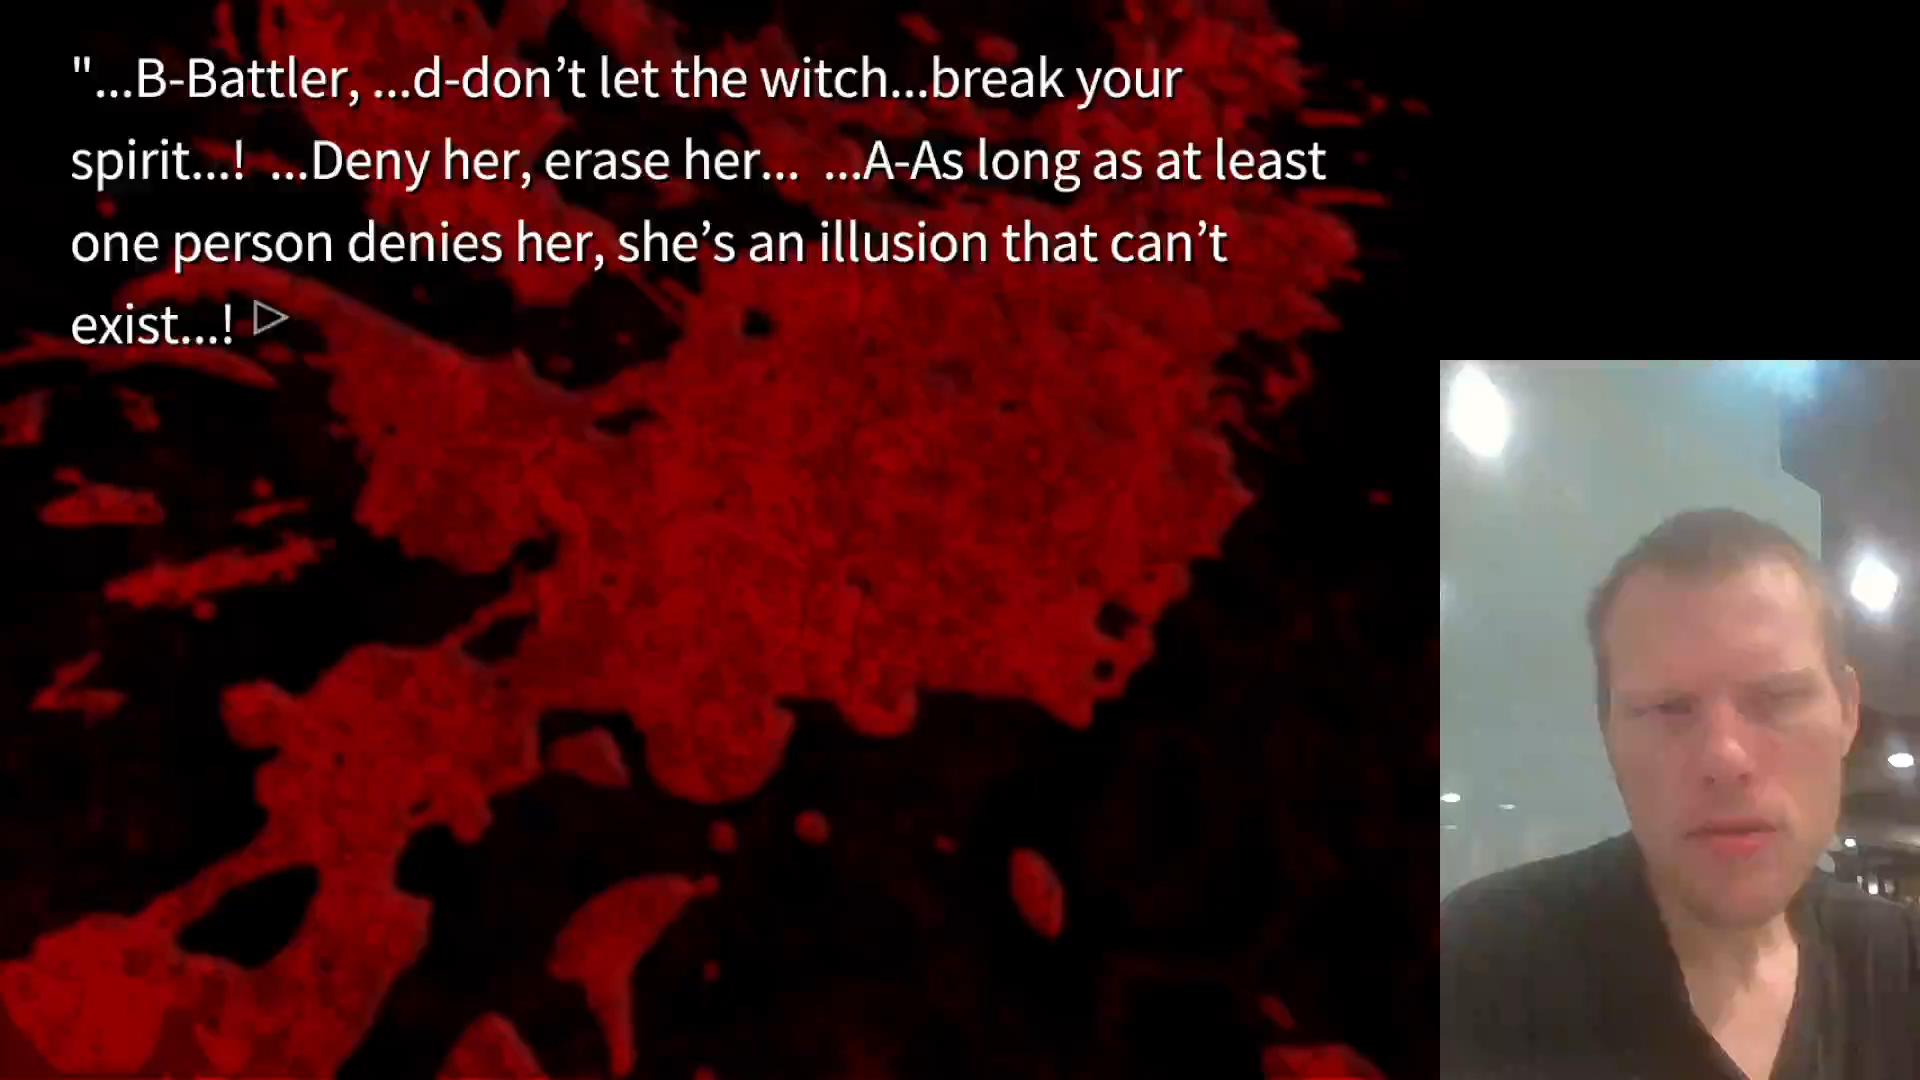 "...B-Battler, ...d-don’t let the witch...break your
spirit...!  ...Deny her, erase her...  ...A-As long as at least
one person denies her, she’s an illusion that can’t
exist...!